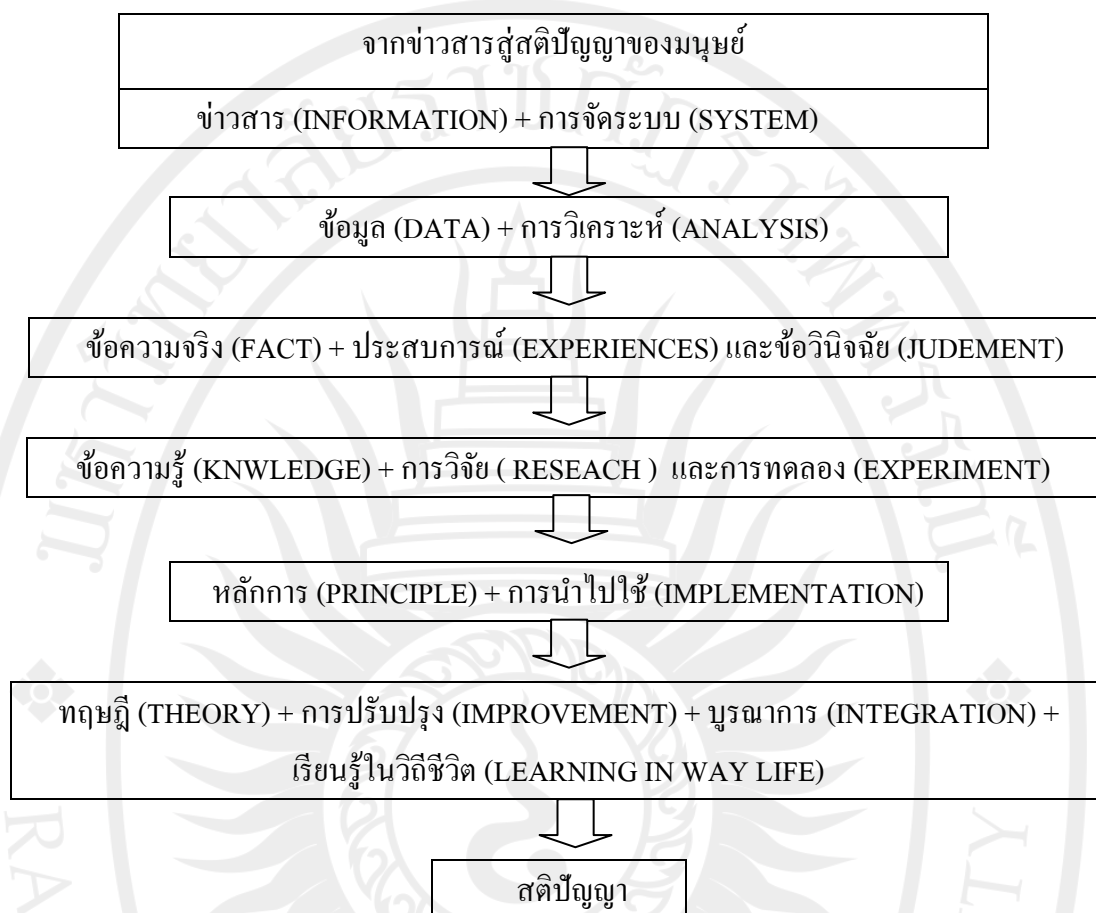 จากข่าวสารสู่สติปัญญาของมนุษย์
ข่าวสาร (INFORMATION) + การจัดระบบ (SYSTEM)
ข้อมูล (DATA) + การวิเคราะห์ (ANALYSIS)
ข้อความจริง (FACT) + ประสบการณ์ (EXPERIENCES) และข้อวินิจฉัย (JUDEMENT)
ข้อความรู้ (KNWLEDGE) + การวิจัย ( RESEACH ) และการทดลอง (EXPERIMENT)
หลักการ (PRINCIPLE) + การนำไปใช้ (IMPLEMENTATION)
ทฤษฎี (THEORY) + การปรับปรุง (IMPROVEMENT) + บูรณาการ (INTEGRATION) +
เรียนรู้ในวิถีชีวิต (LEARNING IN WAY LIFE)
สติปัญญา